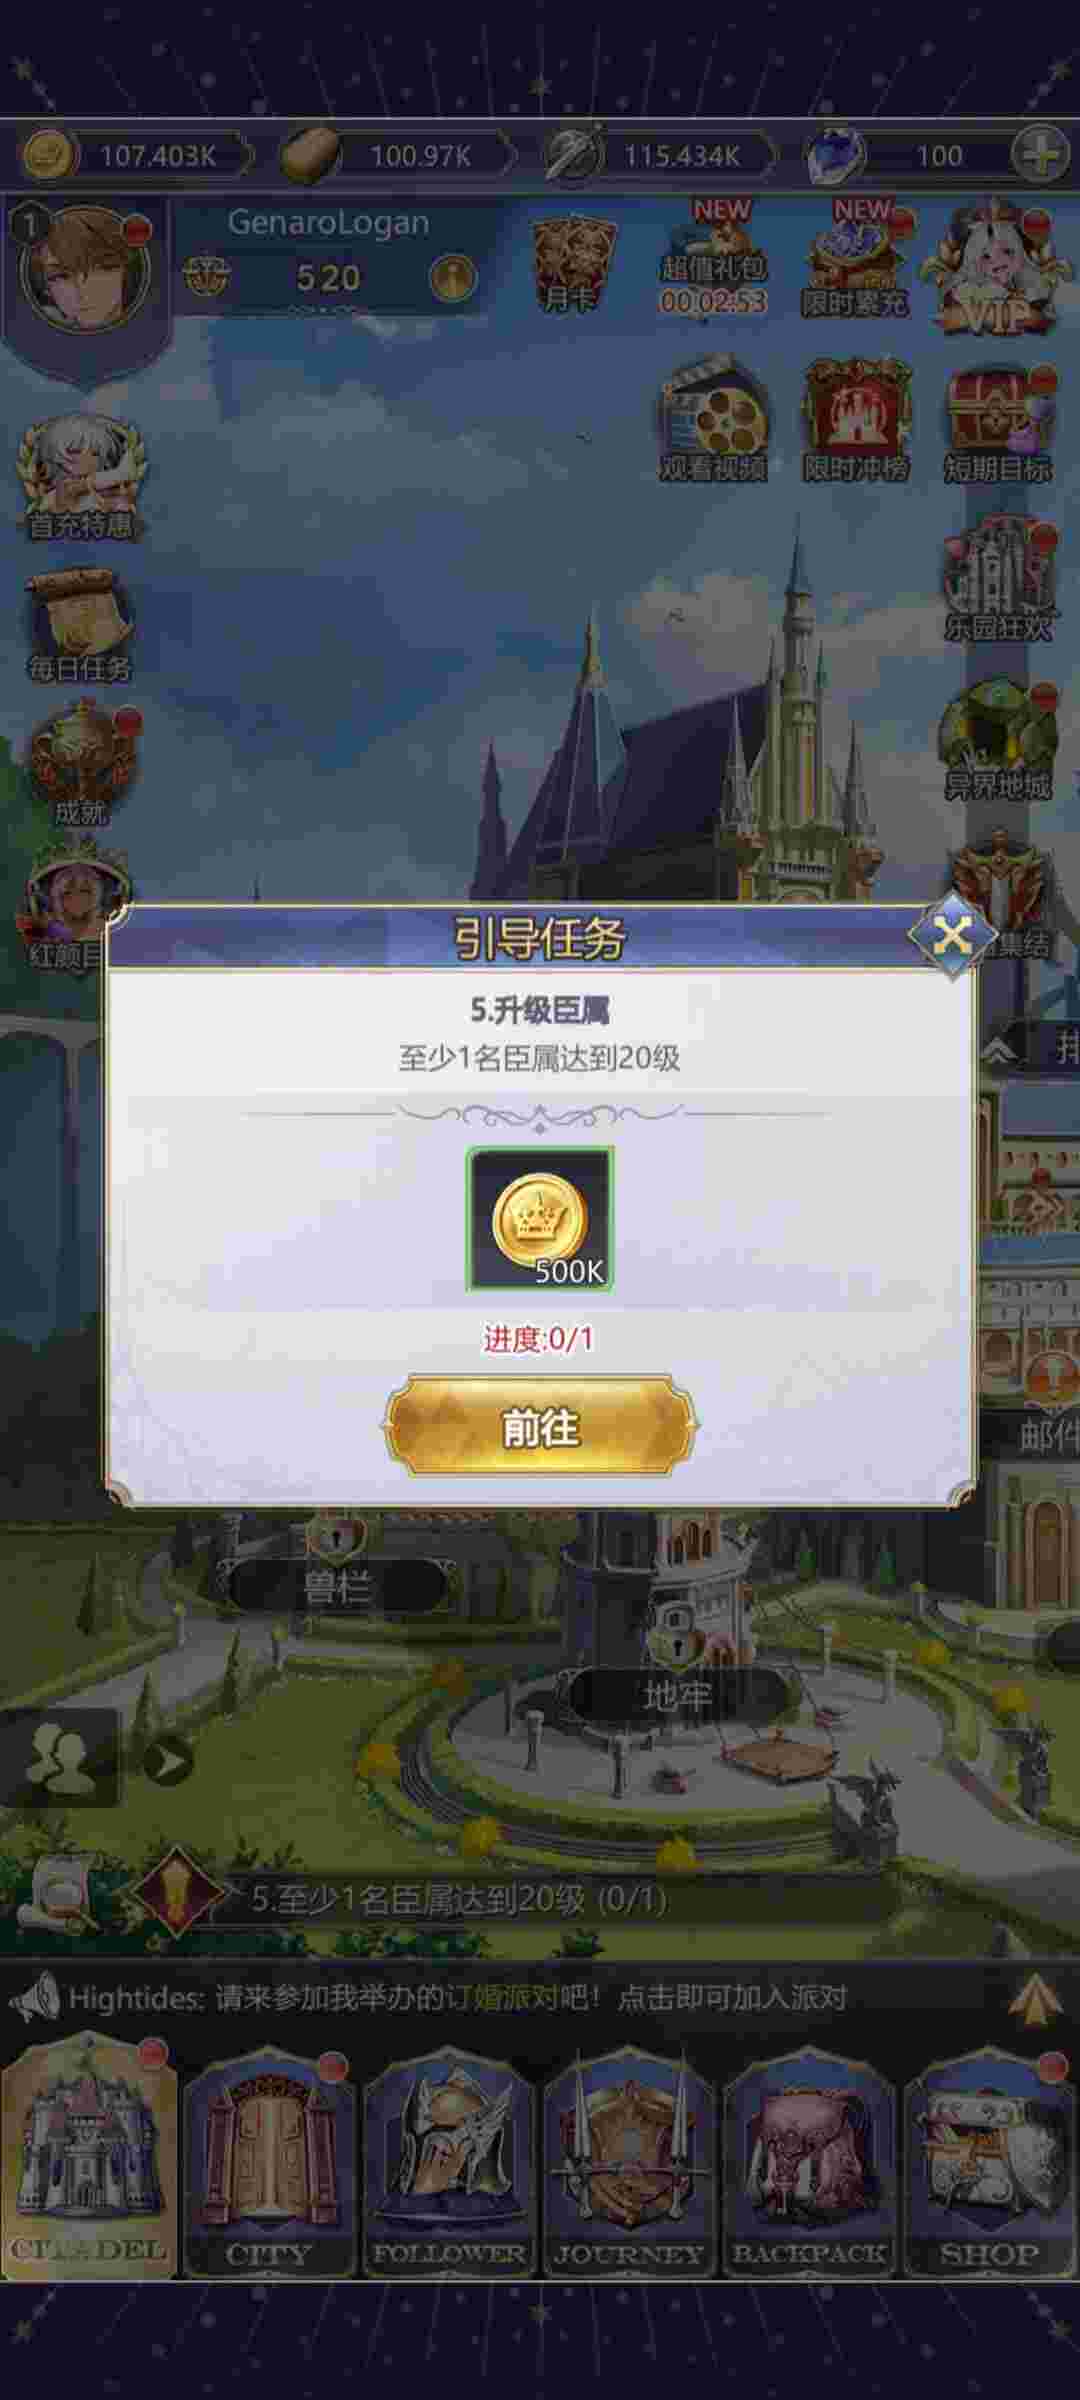 107.403K
100.97K
115.434K
100
1
GenaroLogan
520
月卡
NEW
超值礼包
00:02:53
NEW
限时累充
VIP
首充特惠
观看视频
限时冲榜
短期目标
乐园狂欢
每日任务
成就
异界地城
红颜目
集结
引导任务
5.升级臣属
至少1名臣属达到20级
500K
进度:0/1
前往
邮件
兽栏
地牢
5.至少1名臣属达到20级 (0/1)
Hightides: 请来参加我举办的订婚派对吧！点击即可加入派对
CITADEL
CITY
FOLLOWER
JOURNEY
BACKPACK
SHOP